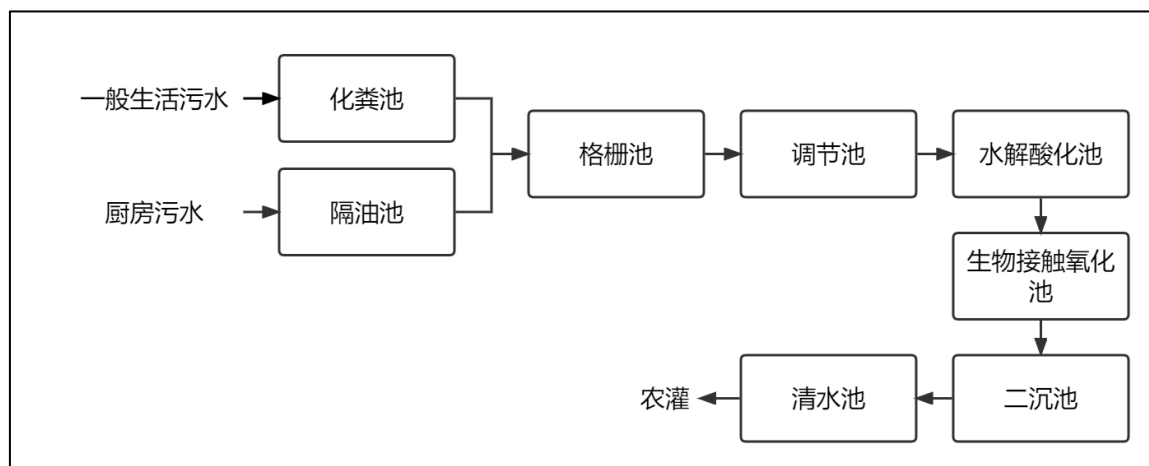 一般生活污水
化粪池
格栅池
调节池
水解酸化池
厨房污水
隔油池
生物接触氧化
池
农灌
清水池
二沉池